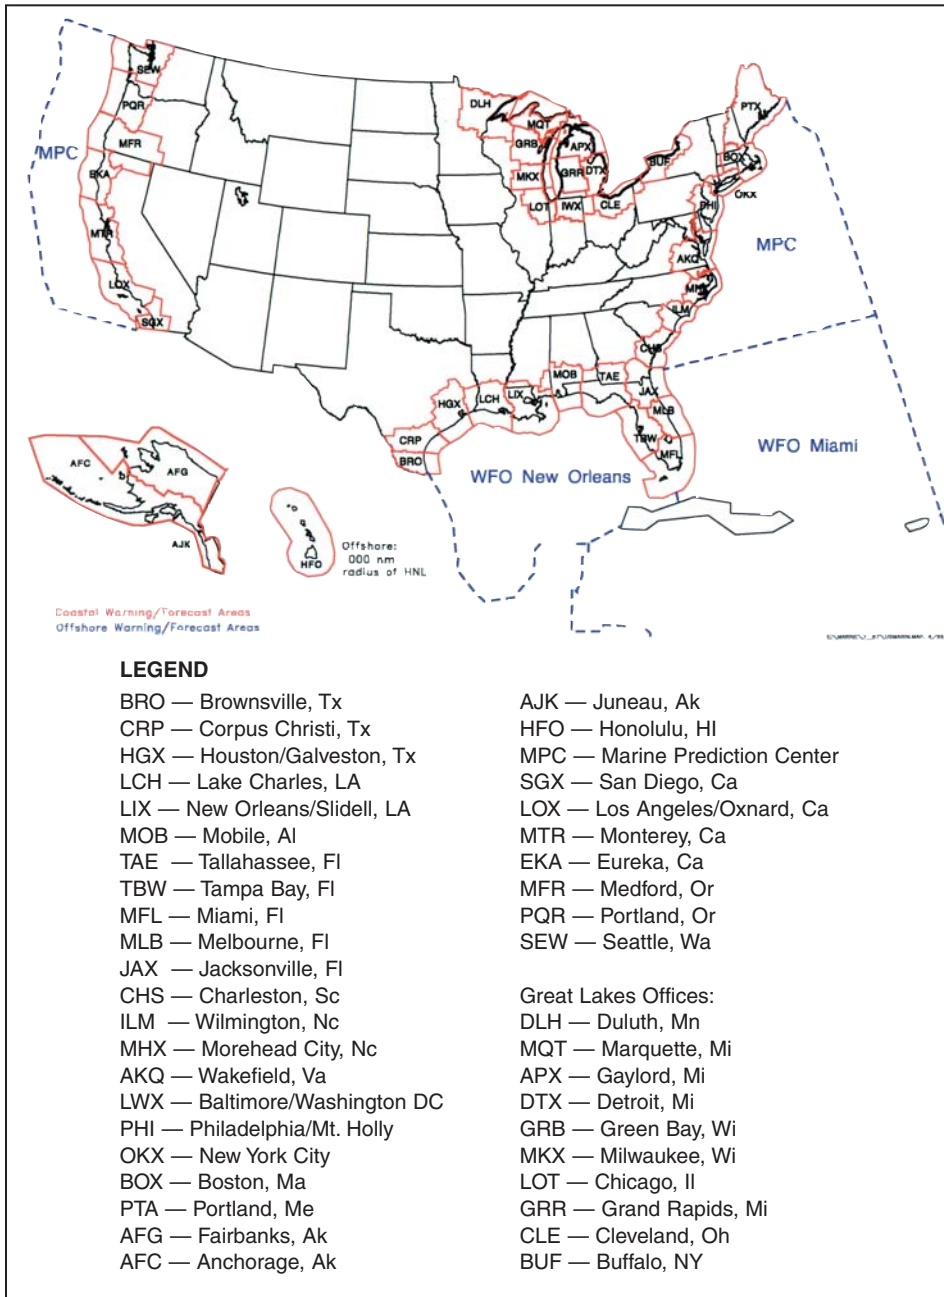 SEW
PQR
MFR
MPC
EKA
MTR
LOX
SGX
DLH
MQT
GRB
APX
MKX
GRR
DTX
LOT
IWX
CLE
BUF
PTX
BOX
OKX
PHI
MPC
AKQ
ILM
CHS
MOB
TAE
JAX
HGX
LCH
LIX
MLB
CRP
TBW
BRO
MFL
WFO Miami
WFO New Orleans
AFC
AFG
AJK
HFO
Offshore:
000 nm
radius of HNL
Coastal Warning/Forecast Areas
Offshore Warning/Forecast Areas
LEGEND
BRO — Brownsville, Tx
CRP — Corpus Christi, Tx
HGX — Houston/Galveston, Tx
LCH — Lake Charles, LA
LIX — New Orleans/Slidell, LA
MOB — Mobile, Al
TAE — Tallahassee, Fl
TBW — Tampa Bay, Fl
MFL — Miami, Fl
MLB — Melbourne, Fl
JAX — Jacksonville, Fl
CHS — Charleston, Sc
ILM — Wilmington, Nc
MHX — Morehead City, Nc
AKQ — Wakefield, Va
LWX — Baltimore/Washington DC
PHI — Philadelphia/Mt. Holly
OKX — New York City
BOX — Boston, Ma
PTA — Portland, Me
AFG — Fairbanks, Ak
AFC — Anchorage, Ak
AJK — Juneau, Ak
HFO — Honolulu, HI
MPC — Marine Prediction Center
SGX — San Diego, Ca
LOX — Los Angeles/Oxnard, Ca
MTR — Monterey, Ca
EKA — Eureka, Ca
MFR — Medford, Or
PQR — Portland, Or
SEW — Seattle, Wa
Great Lakes Offices:
DLH — Duluth, Mn
MQT — Marquette, Mi
APX — Gaylord, Mi
DTX — Detroit, Mi
GRB — Green Bay, Wi
MKX — Milwaukee, Wi
LOT — Chicago, Il
GRR — Grand Rapids, Mi
CLE — Cleveland, Oh
BUF — Buffalo, NY